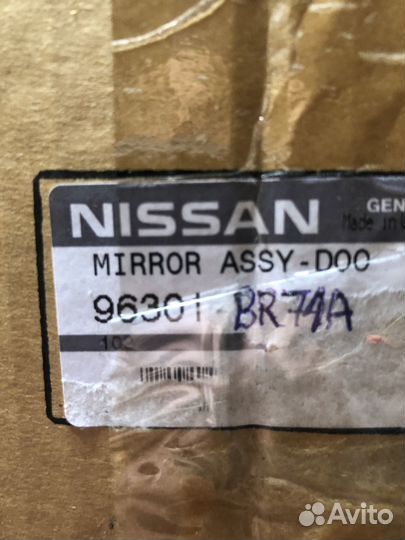 NISSAN GEN
Made in U
MIRROR ASSY-DOO
96301 BR74A
102
Avito